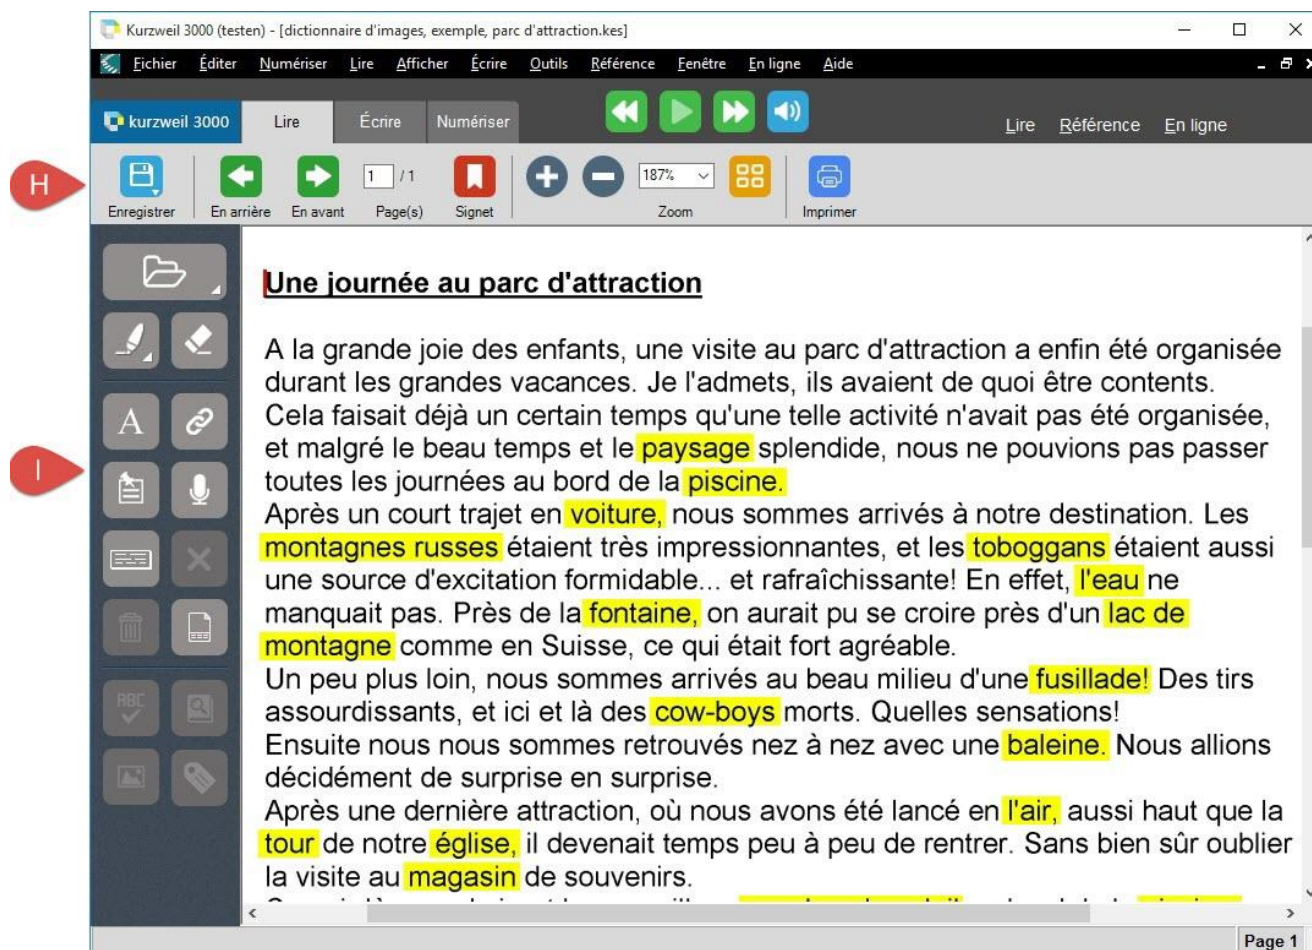 Kurzweil 3000 (testen) - [dictionnaire d'images, exemple, parc d'attraction.kes]
Fichier Éditer Numériser Lire Afficher Écrire Outils Référence Fenêtre En ligne Aide
kurzweil 3000 Lire Écrire Numériser Lire Référence En ligne
H
1 / 1 187%
Enregistrer En arrière En avant Page(s) Signet Zoom Imprimer
Une journée au parc d'attraction
A la grande joie des enfants, une visite au parc d'attraction a enfin été organisée
durant les grandes vacances. Je l'admets, ils avaient de quoi être contents.
Cela faisait déjà un certain temps qu'une telle activité n'avait pas été organisée,
et malgré le beau temps et le paysage splendide, nous ne pouvions pas passer
I
toutes les journées au bord de la piscine.
Après un court trajet en voiture, nous sommes arrivés à notre destination. Les
montagnes russes étaient très impressionnantes, et les toboggans étaient aussi
une source d'excitation formidable... et rafraîchissante! En effet, l'eau ne
manquait pas. Près de la fontaine, on aurait pu se croire près d'un lac de
montagne comme en Suisse, ce qui était fort agréable.
Un peu plus loin, nous sommes arrivés au beau milieu d'une fusillade! Des tirs
assourdissants, et ici et là des cow-boys morts. Quelles sensations!
Ensuite nous nous sommes retrouvés nez à nez avec une baleine. Nous allions
décidément de surprise en surprise.
Après une dernière attraction, où nous avons été lancé en l'air, aussi haut que la
tour de notre église, il devenait temps peu à peu de rentrer. Sans bien sûr oublier
la visite au magasin de souvenirs.
A
ABC
Page 1